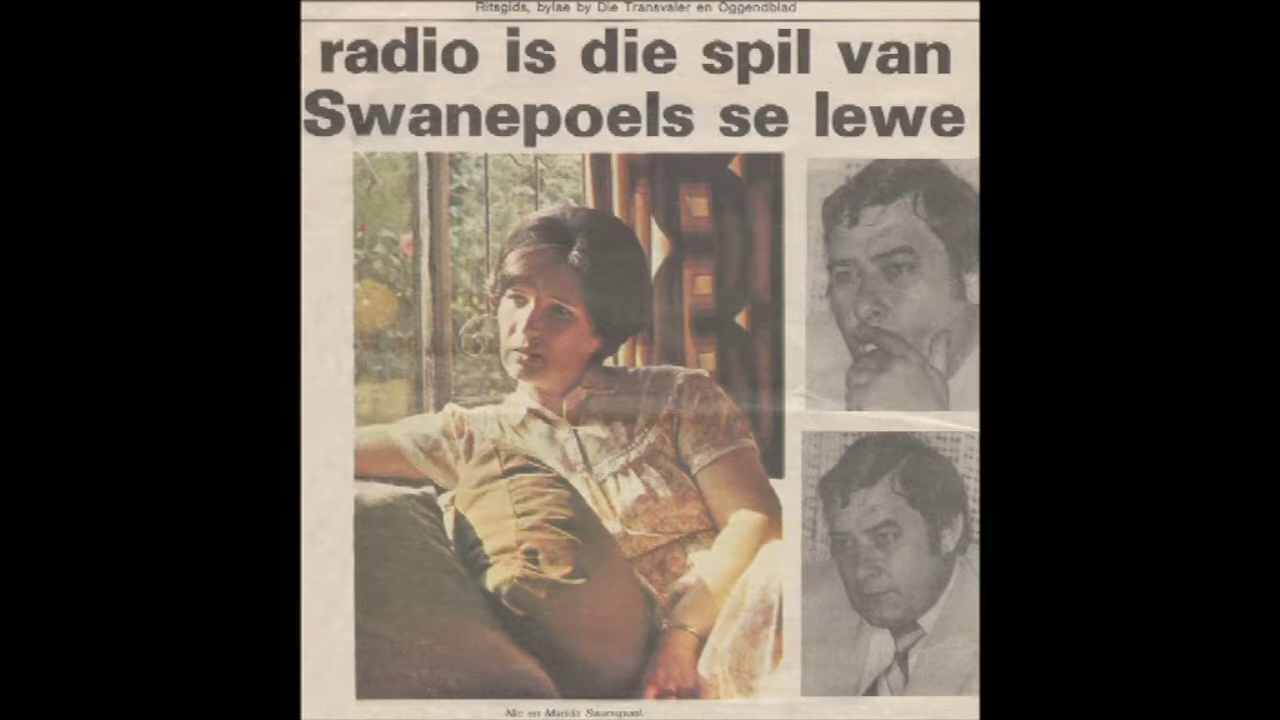 Ritsgids, bylae by Die Transvaler en Oggendblad
radio is die spil van
Swanepoels se lewe
Nic en Marida Swanepoel.